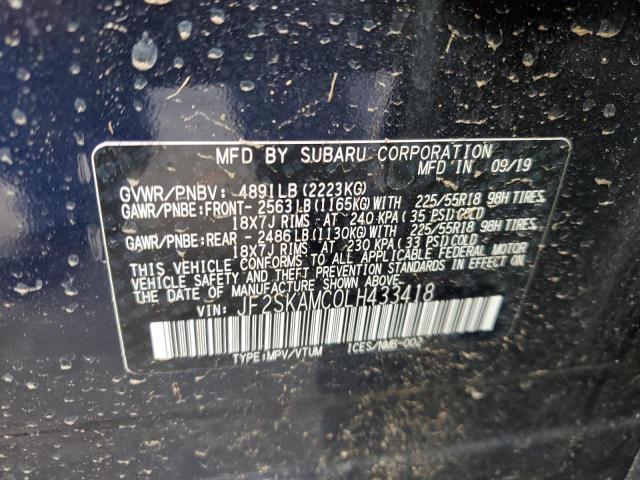 MFD BY SUBARU CORPORATION
MFD IN 09/19
GVWR/PNBV: 4891LB (2223KG)
GAWR/PNBE:FRONT- 2563LB (1165KG)WITH 225/55R18 98H TIRES,
18X7J RIMS AT 240 KPA (35 PSI)COLD
GAWR/PNBE:REAR -2486LB (1130KG)WITH 225/55R18 98H TIRES,
18X7J RIMS AT 230 KPA (33 PSI)COLD
THIS VEHICLE CONFORMS TO ALL APPLICABLE FEDERAL MOTOR
VEHICLE SAFETY AND THEFT PREVENTION STANDARDS IN EFFECT ON
THE DATE OF MANUFACTURE SHOWN ABOVE.
VIN: JF2SKAMC0LH433418
TYPE:MPV/VTUM ICES/NMB-002